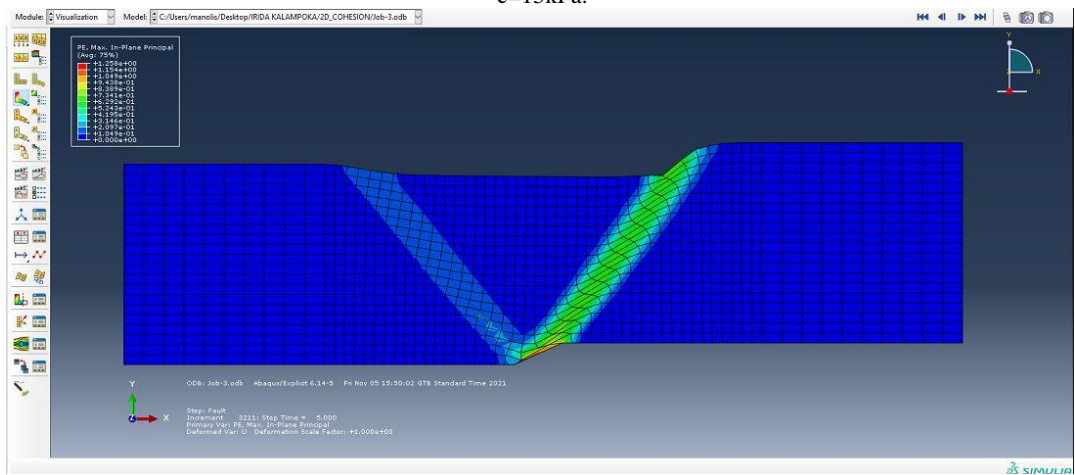 c=15kPa.
Module: Visualization Model: C:/Users/manolis/Desktop/IRIDA KALAMPOKA/2D_COHESION/Job-3.odb
PE, Max. In-Plane Principal
(Avg: 75%)
+1.258e+00
+1.154e+00
+1.049e+00
+9.438e-01
+8.389e-01
+7.341e-01
+6.292e-01
+5.243e-01
+4.195e-01
+3.146e-01
+2.097e-01
+1.049e-01
+0.000e+00
Y
X
Y
Z
X
ODB: Job-3.odb Abaqus/Explicit 6.14-5 Fri Nov 05 15:50:02 GTB Standard Time 2021
Step: Fault
Increment 3211: Step Time = 5.000
Primary Var: PE, Max. In-Plane Principal
Deformed Var: U Deformation Scale Factor: +1.000e+00
SIMULIA